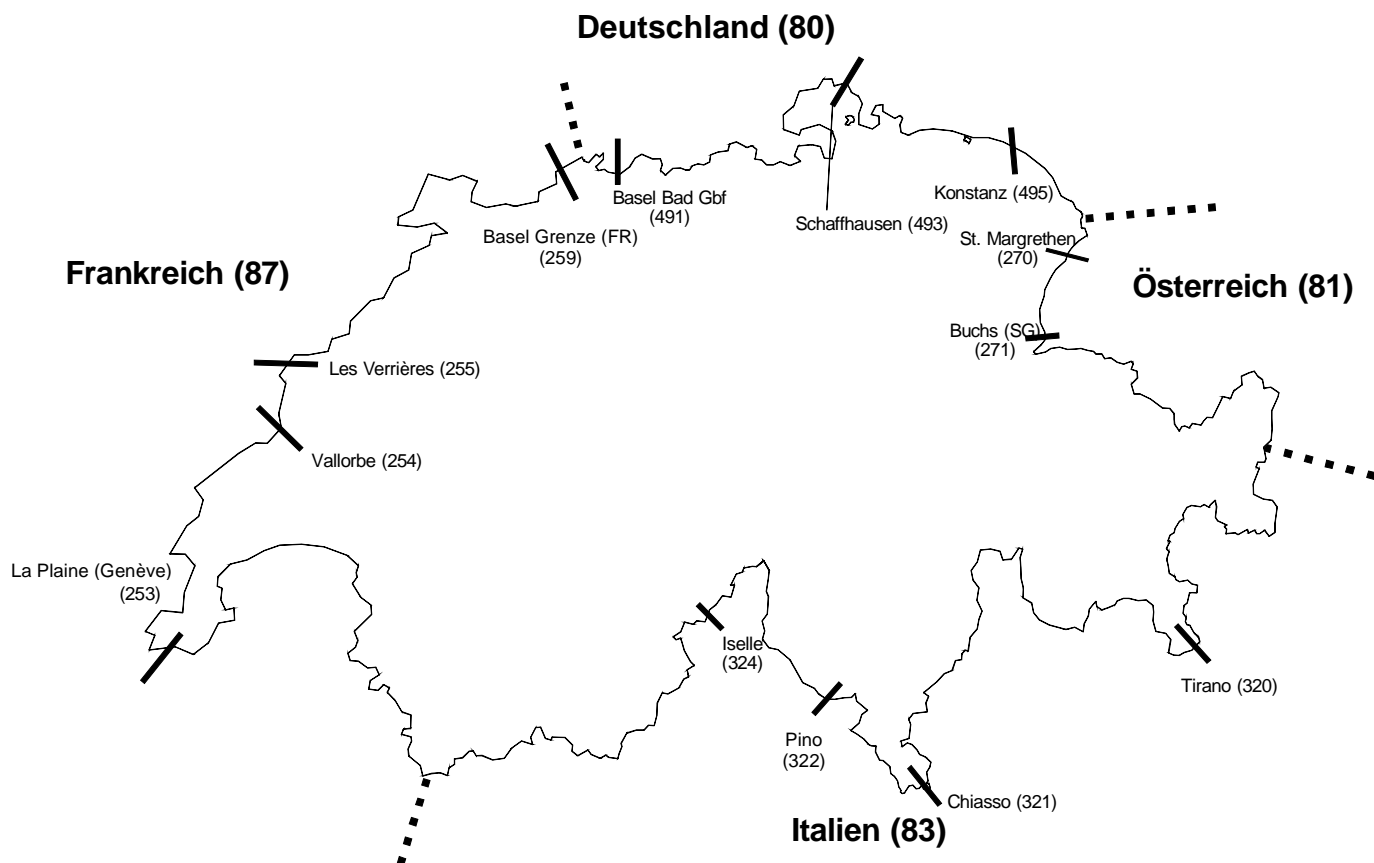 Deutschland (80)
Basel Bad Gbf
(491)
Konstanz (495)
Schaffhausen (493)
Basel Grenze (FR)
(259)
St. Margrethen
(270)
Frankreich (87)
Österreich (81)
Buchs (SG)
(271)
Les Verrières (255)
Vallorbe (254)
La Plaine (Genève)
(253)
Iselle
(324)
Tirano (320)
Pino
(322)
Chiasso (321)
Italien (83)